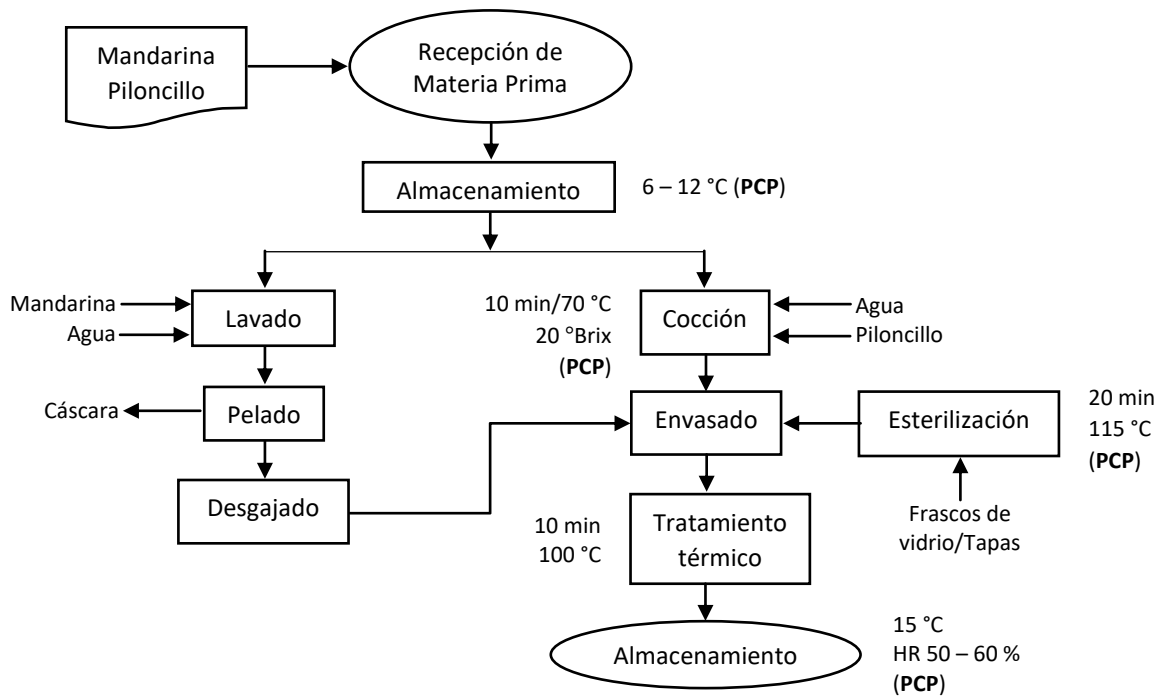 Mandarina
Piloncillo
Recepción de
Materia Prima
Almacenamiento
6 – 12 °C (PCP)
Mandarina
Agua
Lavado
10 min/70 °C
20 °Brix
(PCP)
Cocción
Agua
Piloncillo
Cáscara
Pelado
Envasado
Esterilización
20 min
115 °C
(PCP)
Desgajado
10 min
100 °C
Tratamiento
térmico
Frascos de
vidrio/Tapas
Almacenamiento
15 °C
HR 50 – 60 %
(PCP)